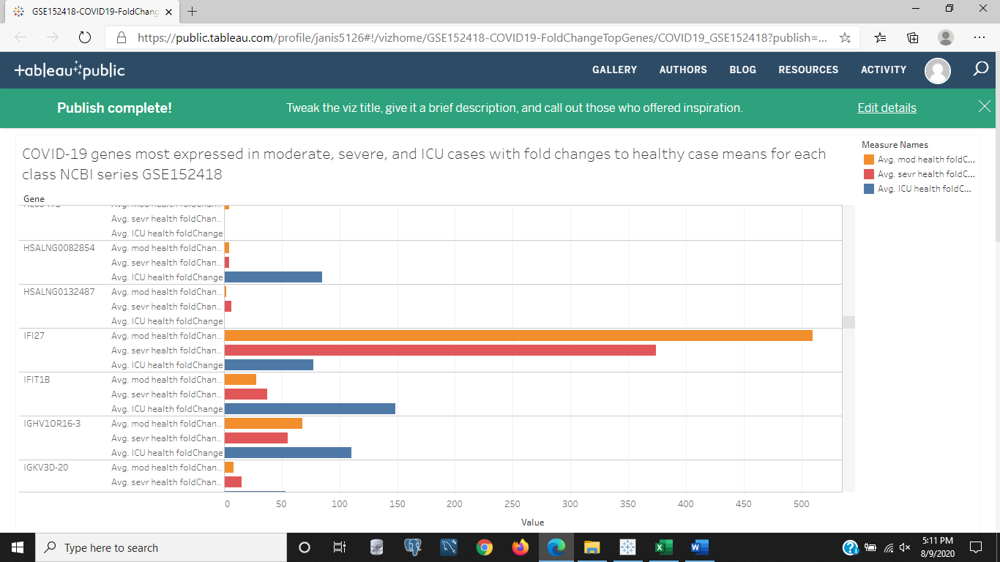 GSE152418-COVID19-FoldChang
https://public.tableau.com/profile/janis5126#!/vizhome/GSE152418-COVID19-FoldChangeTopGenes/COVID19_GSE152418?publish=...
+ableau public
GALLERY AUTHORS BLOG RESOURCES ACTIVITY
Publish complete!
Tweak the viz title, give it a brief description, and call out those who offered inspiration.
Edit details
COVID-19 genes most expressed in moderate, severe, and ICU cases with fold changes to healthy case means for each
class NCBI series GSE152418
Measure Names
Avg. mod health foldC...
Avg. sevr health foldC...
Avg. ICU health foldC...
Gene
Avg. mod health foldChan..
Avg. sevr health foldChan..
Avg. ICU health foldChange
HSALNG0082854 Avg. mod health foldChan..
Avg. sevr health foldChan..
Avg. ICU health foldChange
HSALNG0132487 Avg. mod health foldChan..
Avg. sevr health foldChan..
Avg. ICU health foldChange
IFI27 Avg. mod health foldChan..
Avg. sevr health foldChan..
Avg. ICU health foldChange
IFIT1B Avg. mod health foldChan..
Avg. sevr health foldChan..
Avg. ICU health foldChange
IGHV1OR16-3 Avg. mod health foldChan..
Avg. sevr health foldChan..
Avg. ICU health foldChange
IGKV3D-20 Avg. mod health foldChan..
Avg. sevr health foldChan..
0 50 100 150 200 250 300 350 400 450 500
Value
Type here to search
5:11 PM
8/9/2020